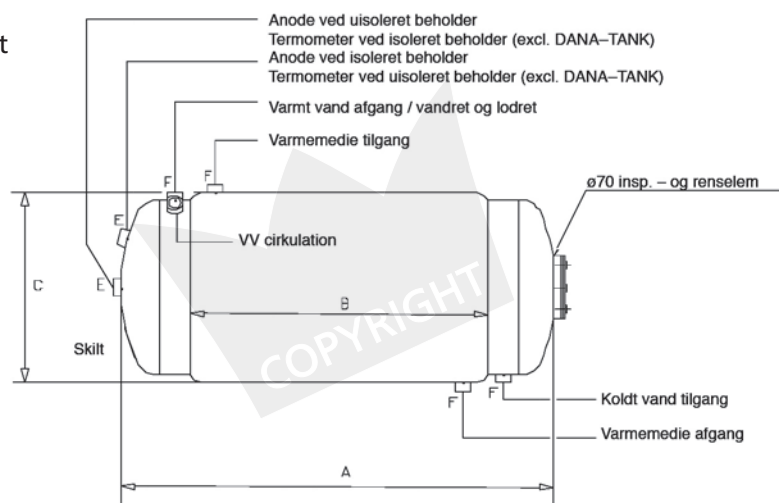 Anode ved uisoleret beholder
Termometer ved isoleret beholder (excl. DANA–TANK)
t
Anode ved isoleret beholder
Termometer ved uisoleret beholder (excl. DANA–TANK)
Varmt vand afgang / vandret og lodret
Varmemedie tilgang
ø70 insp. – og renselem
F
F
E
VV cirkulation
C
E
B
COPYRIGHT
Skilt
F
F
Koldt vand tilgang
Varmemedie afgang
A